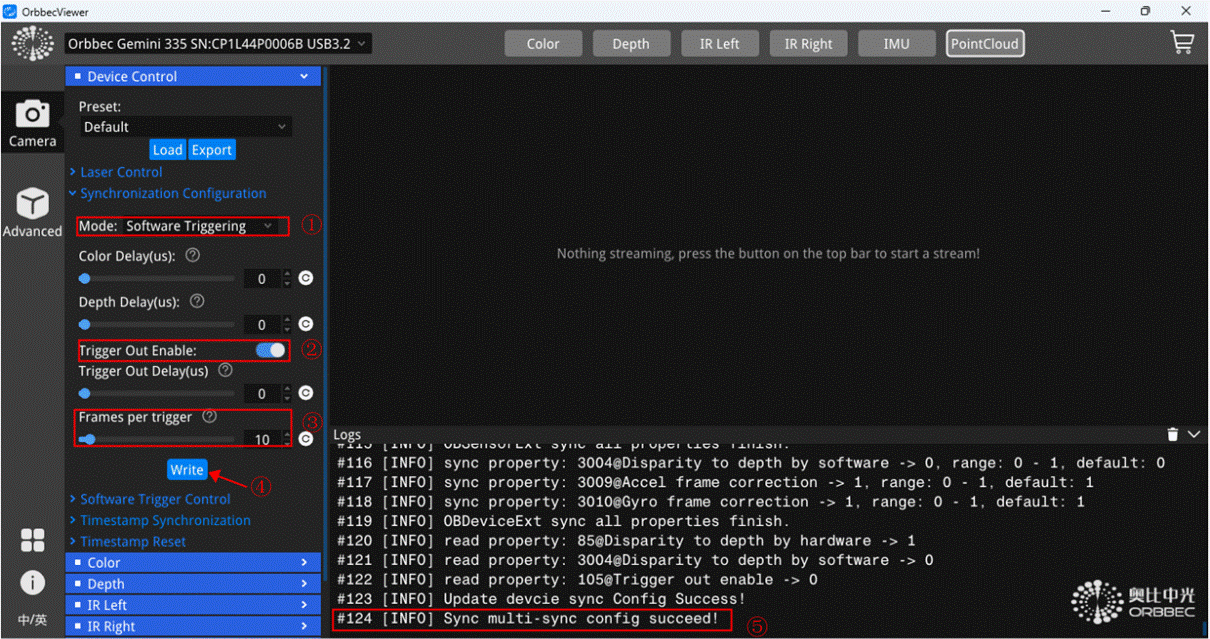 OrbbecViewer
Orbbec Gemini 335 SN:CP1L44P0006B USB3.2
Color
Depth
IR Left
IR Right
IMU
PointCloud
Camera
Advanced
中/英
Device Control
Preset:
Default
Load Export
Laser Control
Synchronization Configuration
Mode: Software Triggering ①
Color Delay(us): ?
0
Depth Delay(us): ?
0
Trigger Out Enable: ②
Trigger Out Delay(us) ?
0
Frames per trigger ? ③
10
Write ④
Software Trigger Control
Timestamp Synchronization
Timestamp Reset
Color
Depth
IR Left
IR Right
Nothing streaming, press the button on the top bar to start a stream!
Logs
#115 [INFO] OBSensorExt sync all properties finish.
#116 [INFO] sync property: 3004@Disparity to depth by software -> 0, range: 0 - 1, default: 0
#117 [INFO] sync property: 3009@Accel frame correction -> 1, range: 0 - 1, default: 1
#118 [INFO] sync property: 3010@Gyro frame correction -> 1, range: 0 - 1, default: 1
#119 [INFO] OBDeviceExt sync all properties finish.
#120 [INFO] read property: 85@Disparity to depth by hardware -> 1
#121 [INFO] read property: 3004@Disparity to depth by software -> 0
#122 [INFO] read property: 105@Trigger out enable -> 0
#123 [INFO] Update devcie sync Config Success!
#124 [INFO] Sync multi-sync config succeed! ⑤
奥比中光
ORBBEC